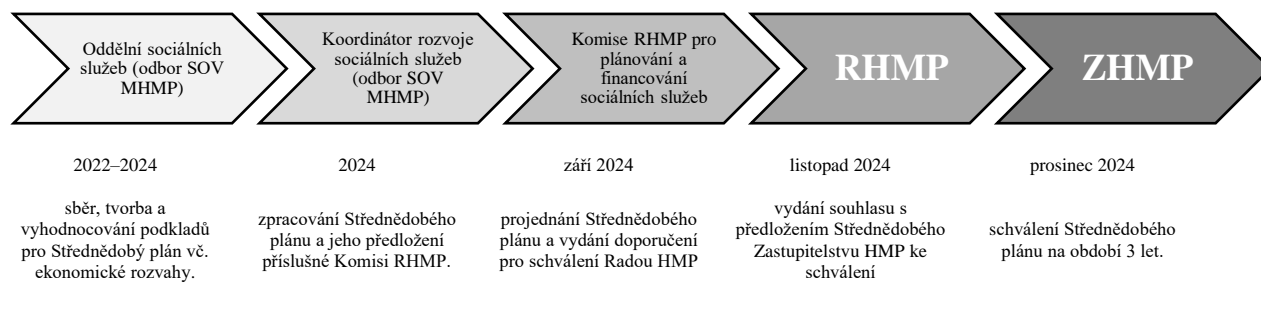 Oddělní sociálních
služeb (odbor SOV
MHMP)
Koordinátor rozvoje
sociálních služeb
(odbor SOV
MHMP)
Komise RHMP pro
plánování a
financování
sociálních služeb
RHMP
ZHMP
2022–2024
2024
září 2024
listopad 2024
prosinec 2024
sběr, tvorba a
vyhodnocování podkladů
pro Střednědobý plán vč.
ekonomické rozvahy.
zpracování Střednědobého
plánu a jeho předložení
příslušné Komisi RHMP.
projednání Střednědobého
plánu a vydání doporučení
pro schválení Radou HMP
vydání souhlasu s
předložením Střednědobého
Zastupitelstvu HMP ke
schválení
schválení Střednědobého
plánu na období 3 let.